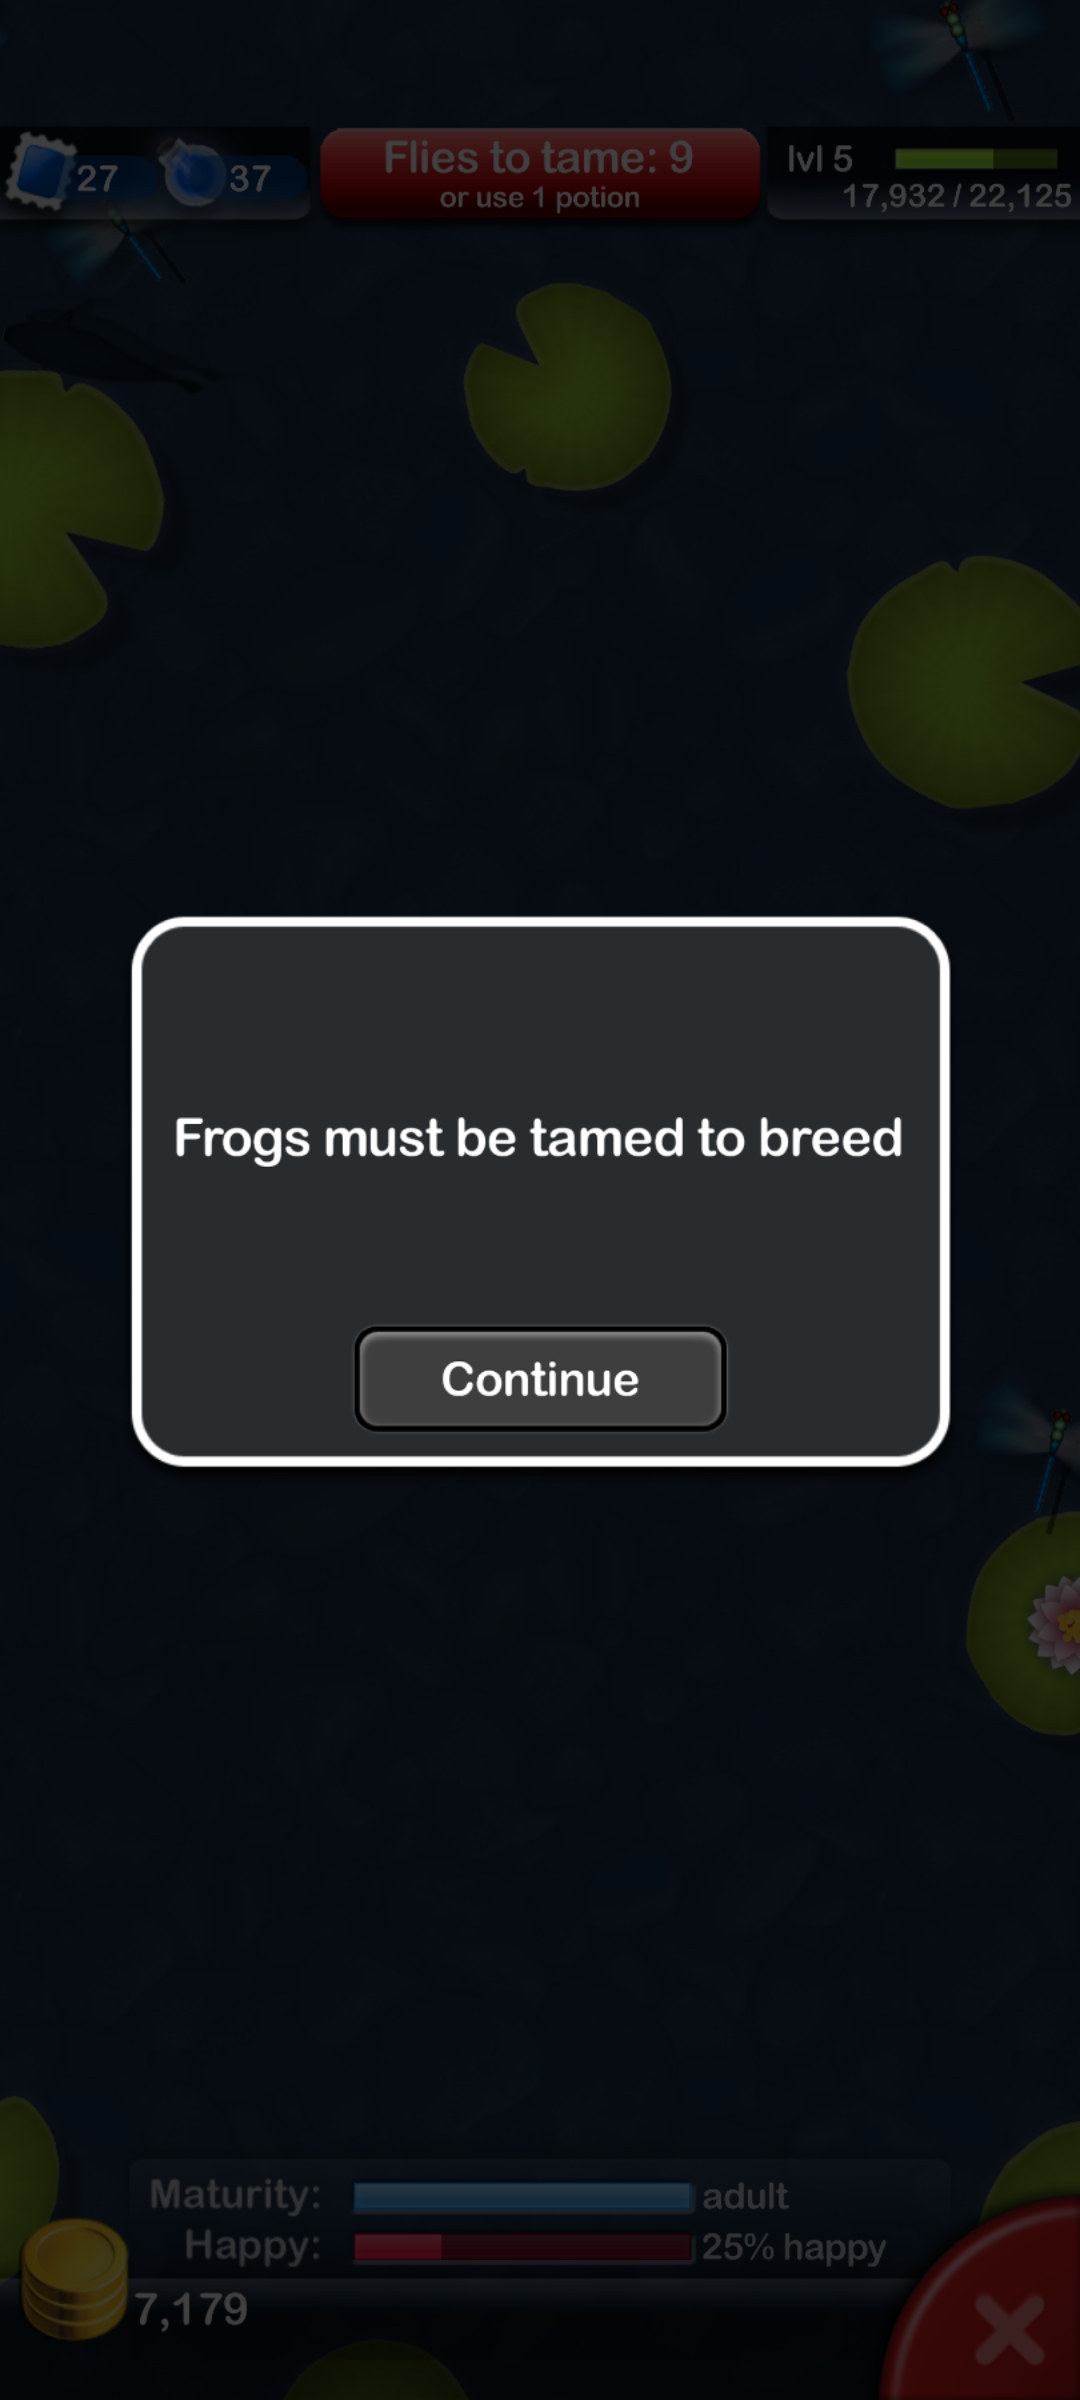 27
37
Flies to tame: 9
or use 1 potion
lvl 5
17,932 / 22,125
Frogs must be tamed to breed
Continue
Maturity: adult
Happy: 25% happy
7,179